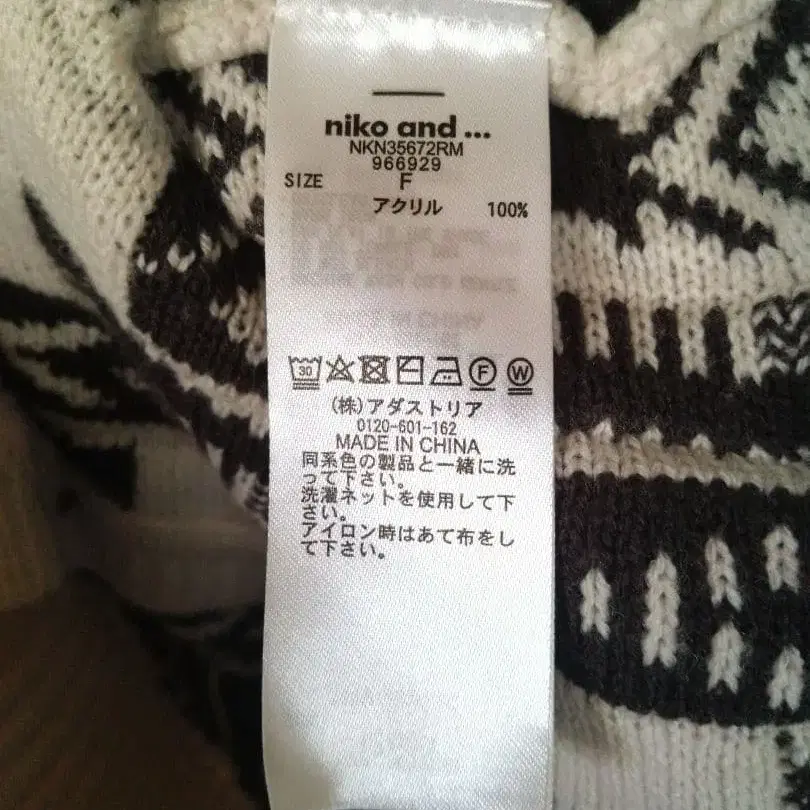 niko and ...
NKN35672RM
966929
SIZE F
アクリル 100%
30
F W
(株)アダストリア
0120-601-162
MADE IN CHINA
同系色の製品と一緒に洗
って下さい。
洗濯ネットを使用して下
さい。
アイロン時はあて布をし
て下さい。